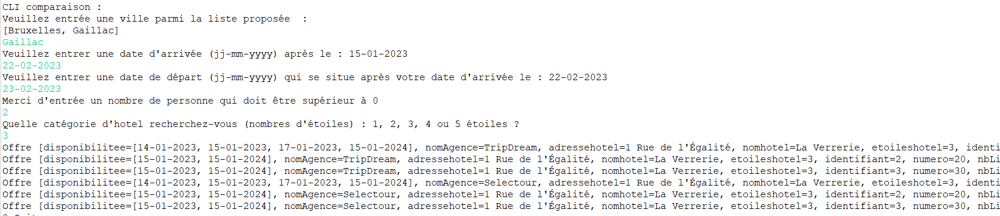 CLI comparaison :
Veuillez entrée une ville parmi la liste proposée  :
[Bruxelles, Gaillac]
Gaillac
Veuillez entrer une date d'arrivée (jj-mm-yyyy) après le : 15-01-2023
22-02-2023
Veuillez entrer une date de départ (jj-mm-yyyy) qui se situe après votre date d'arrivée le : 22-02-2023
23-02-2023
Merci d'entrée un nombre de personne qui doit être supérieur à 0
2
Quelle catégorie d'hotel recherchez-vous (nombres d'étoiles) : 1, 2, 3, 4 ou 5 étoiles ?
3
Offre [disponibilitee=[14-01-2023, 15-01-2023, 17-01-2023, 15-01-2024], nomAgence=TripDream, adressehotel=1 Rue de l'Égalité, nomhotel=La Verrerie, etoileshotel=3, identi
Offre [disponibilitee=[15-01-2023, 15-01-2024], nomAgence=TripDream, adressehotel=1 Rue de l'Égalité, nomhotel=La Verrerie, etoileshotel=3, identifiant=2, numero=20, nbLi
Offre [disponibilitee=[15-01-2023, 15-01-2024], nomAgence=TripDream, adressehotel=1 Rue de l'Égalité, nomhotel=La Verrerie, etoileshotel=3, identifiant=3, numero=30, nbLi
Offre [disponibilitee=[14-01-2023, 15-01-2023, 17-01-2023, 15-01-2024], nomAgence=Selectour, adressehotel=1 Rue de l'Égalité, nomhotel=La Verrerie, etoileshotel=3, identi
Offre [disponibilitee=[15-01-2023, 15-01-2024], nomAgence=Selectour, adressehotel=1 Rue de l'Égalité, nomhotel=La Verrerie, etoileshotel=3, identifiant=2, numero=20, nbLi
Offre [disponibilitee=[15-01-2023, 15-01-2024], nomAgence=Selectour, adressehotel=1 Rue de l'Égalité, nomhotel=La Verrerie, etoileshotel=3, identifiant=3, numero=30, nbLi